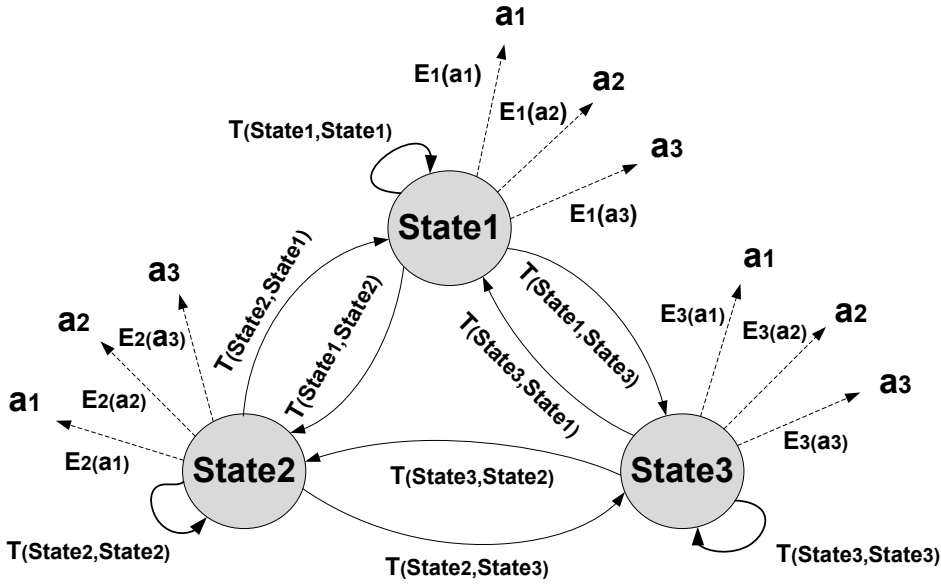 a1
E1(a1)
a2
E1(a2)
T(State1,State1)
a3
E1(a3)
State1
T(State2,State1)
T(State1,State2)
T(State1,State3)
T(State3,State1)
a3
E2(a3)
a2
E2(a2)
a1
E2(a1)
State2
T(State2,State2)
T(State3,State2)
T(State2,State3)
a1
E3(a1)
a2
E3(a2)
a3
E3(a3)
State3
T(State3,State3)